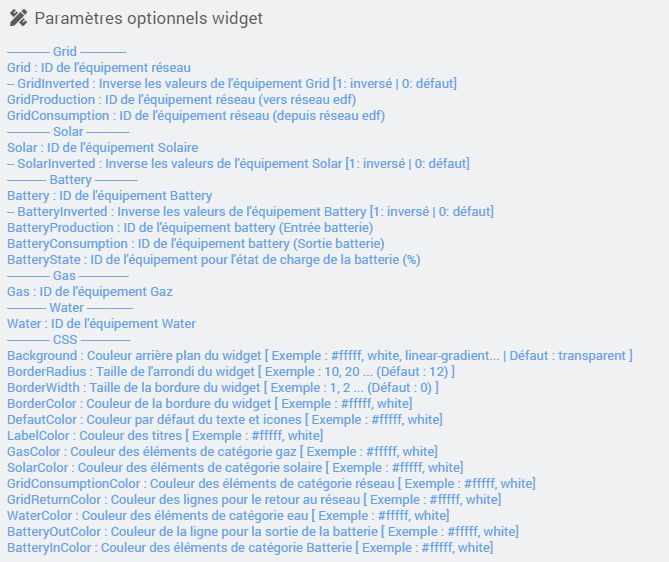 Paramètres optionnels widget
------------ Grid -------------
Grid : ID de l'équipement réseau
-- GridInverted : Inverse les valeurs de l'équipement Grid [1: inversé | 0: défaut]
GridProduction : ID de l'équipement réseau (vers réseau edf)
GridConsumption : ID de l'équipement réseau (depuis réseau edf)
------------ Solar ------------
Solar : ID de l'équipement Solaire
-- SolarInverted : Inverse les valeurs de l'équipement Solar [1: inversé | 0: défaut]
----------- Battery ------------
Battery : ID de l'équipement Battery
-- BatteryInverted : Inverse les valeurs de l'équipement Battery [1: inversé | 0: défaut]
BatteryProduction : ID de l'équipement battery (Entrée batterie)
BatteryConsumption : ID de l'équipement battery (Sortie batterie)
BatteryState : ID de l'équipement pour l'état de charge de la batterie (%)
------------ Gas --------------
Gas : ID de l'équipement Gaz
----------- Water -------------
Water : ID de l'équipement Water
------------ CSS --------------
Background : Couleur arrière plan du widget [ Exemple : #fffff, white, linear-gradient... | Défaut : transparent ]
BorderRadius : Taille de l'arrondi du widget [ Exemple : 10, 20 ... (Défaut : 12) ]
BorderWidth : Taille de la bordure du widget [ Exemple : 1, 2 ... (Défaut : 0) ]
BorderColor : Couleur de la bordure du widget [ Exemple : #fffff, white]
DefautColor : Couleur par défaut du texte et icones [ Exemple : #fffff, white]
LabelColor : Couleur des titres [ Exemple : #fffff, white]
GasColor : Couleur des éléments de catégorie gaz [ Exemple : #fffff, white]
SolarColor : Couleur des éléments de catégorie solaire [ Exemple : #fffff, white]
GridConsumptionColor : Couleur des éléments de catégorie réseau [ Exemple : #fffff, white]
GridReturnColor : Couleur des lignes pour le retour au réseau [ Exemple : #fffff, white]
WaterColor : Couleur des éléments de catégorie eau [ Exemple : #fffff, white]
BatteryOutColor : Couleur de la ligne pour la sortie de la batterie [ Exemple : #fffff, white]
BatteryInColor : Couleur des éléments de catégorie Batterie [ Exemple : #fffff, white]